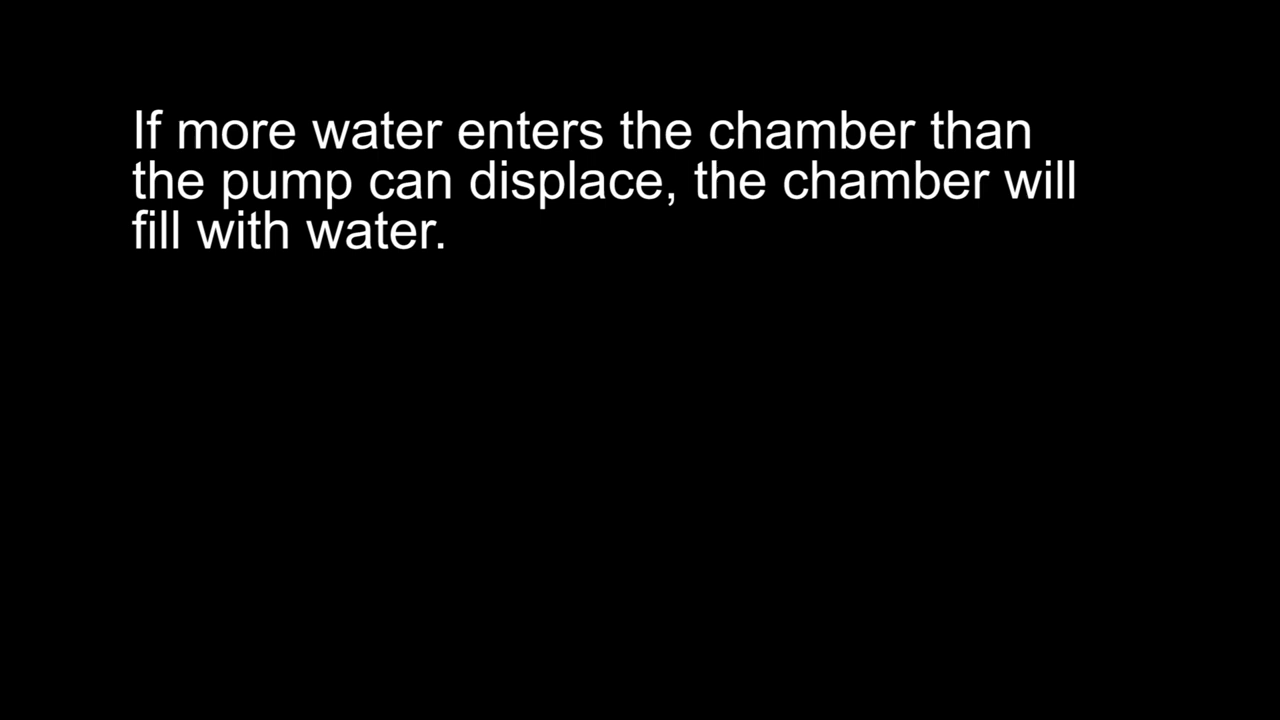 If more water enters the chamber than
the pump can displace, the chamber will
fill with water.